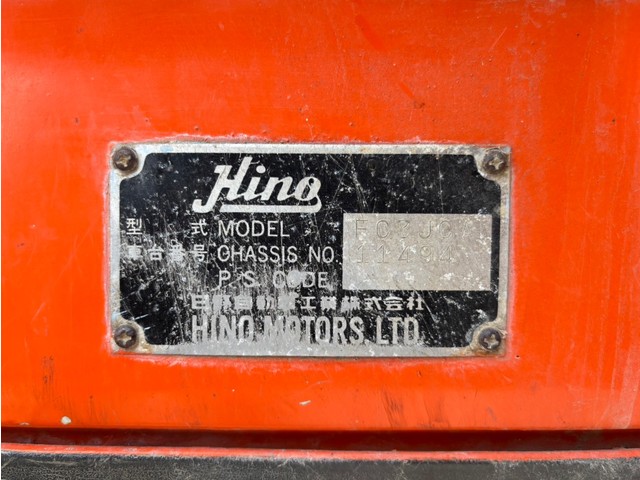 Hino
型 式 MODEL
車台番号 CHASSIS NO.
P.S. CODE
日野自動車工業株式会社
HINO MOTORS, LTD.